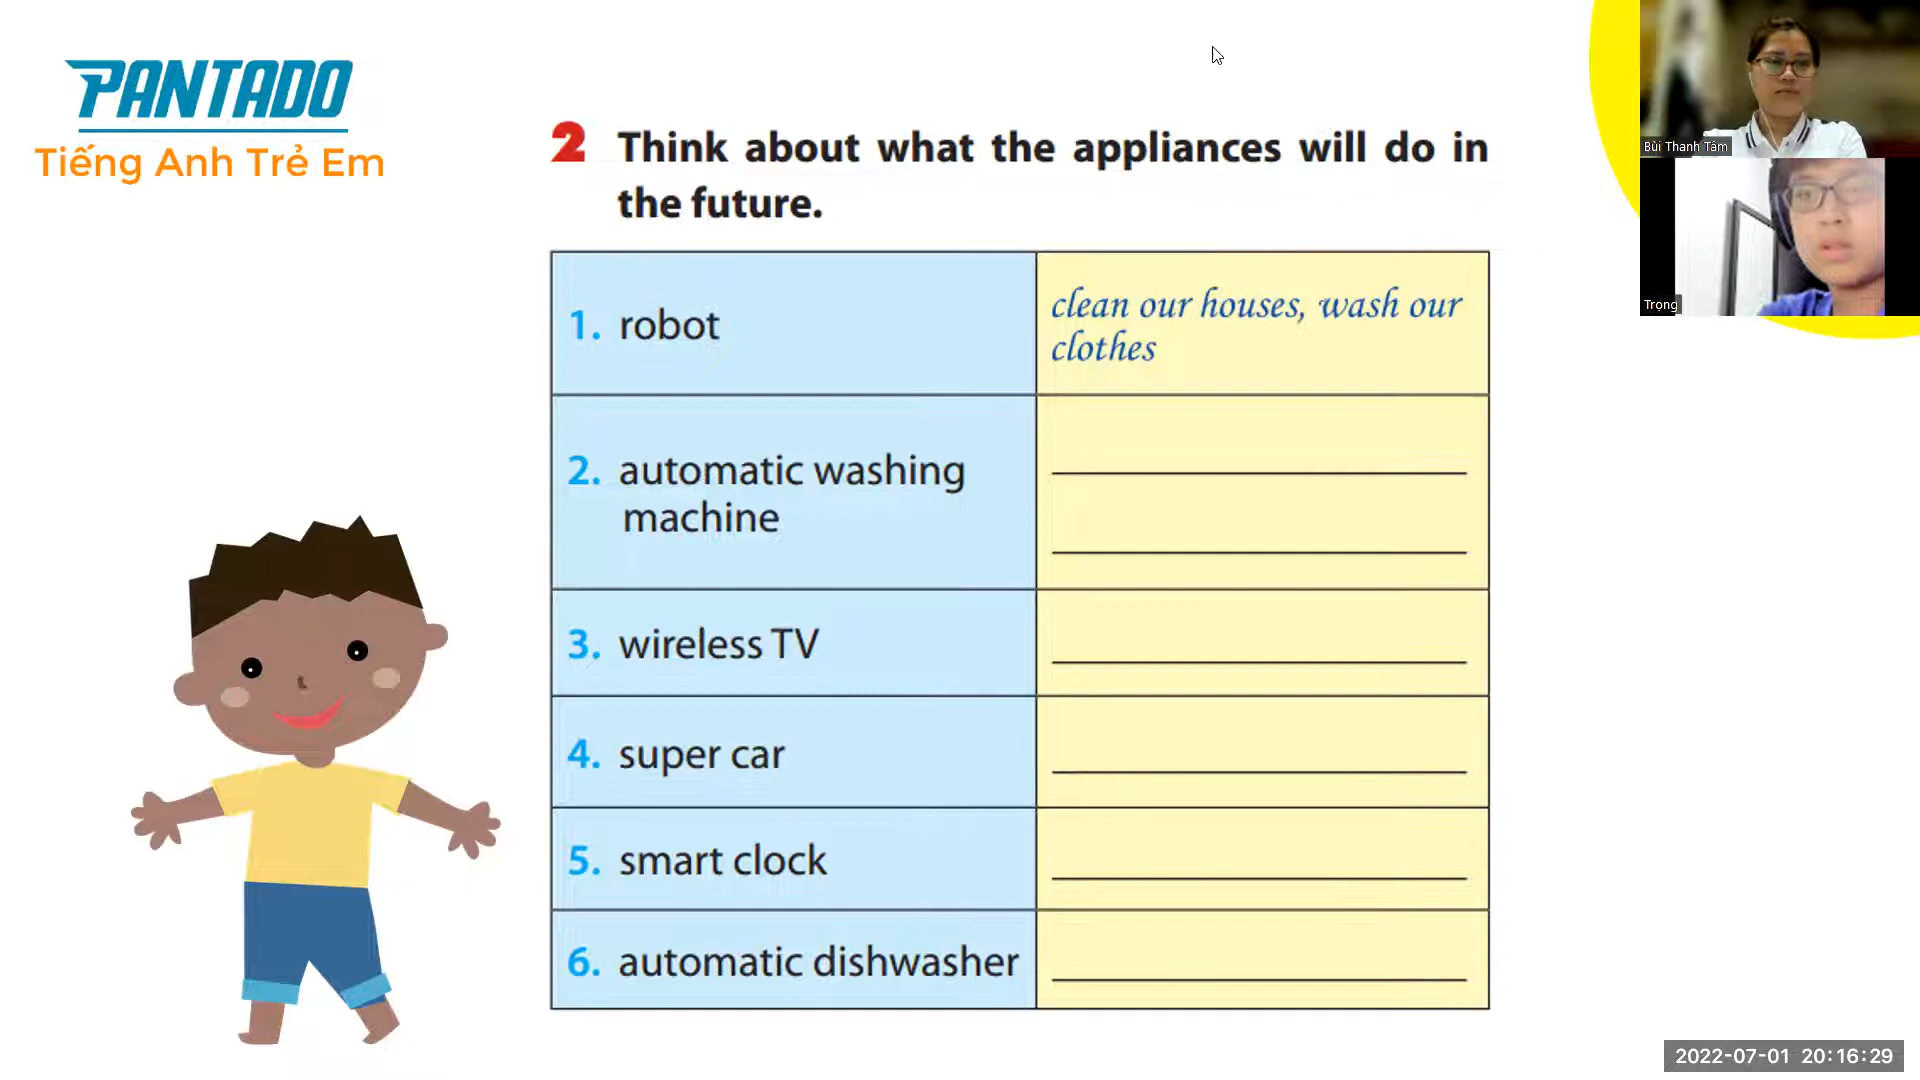 PANTADO
Tiếng Anh Trẻ Em
2 Think about what the appliances will do in
the future.
1. robot
clean our houses, wash our
clothes
2. automatic washing
machine
3. wireless TV
4. super car
5. smart clock
6. automatic dishwasher
Bùi Thanh Tâm
Trọng
2022-07-01 20:16:29